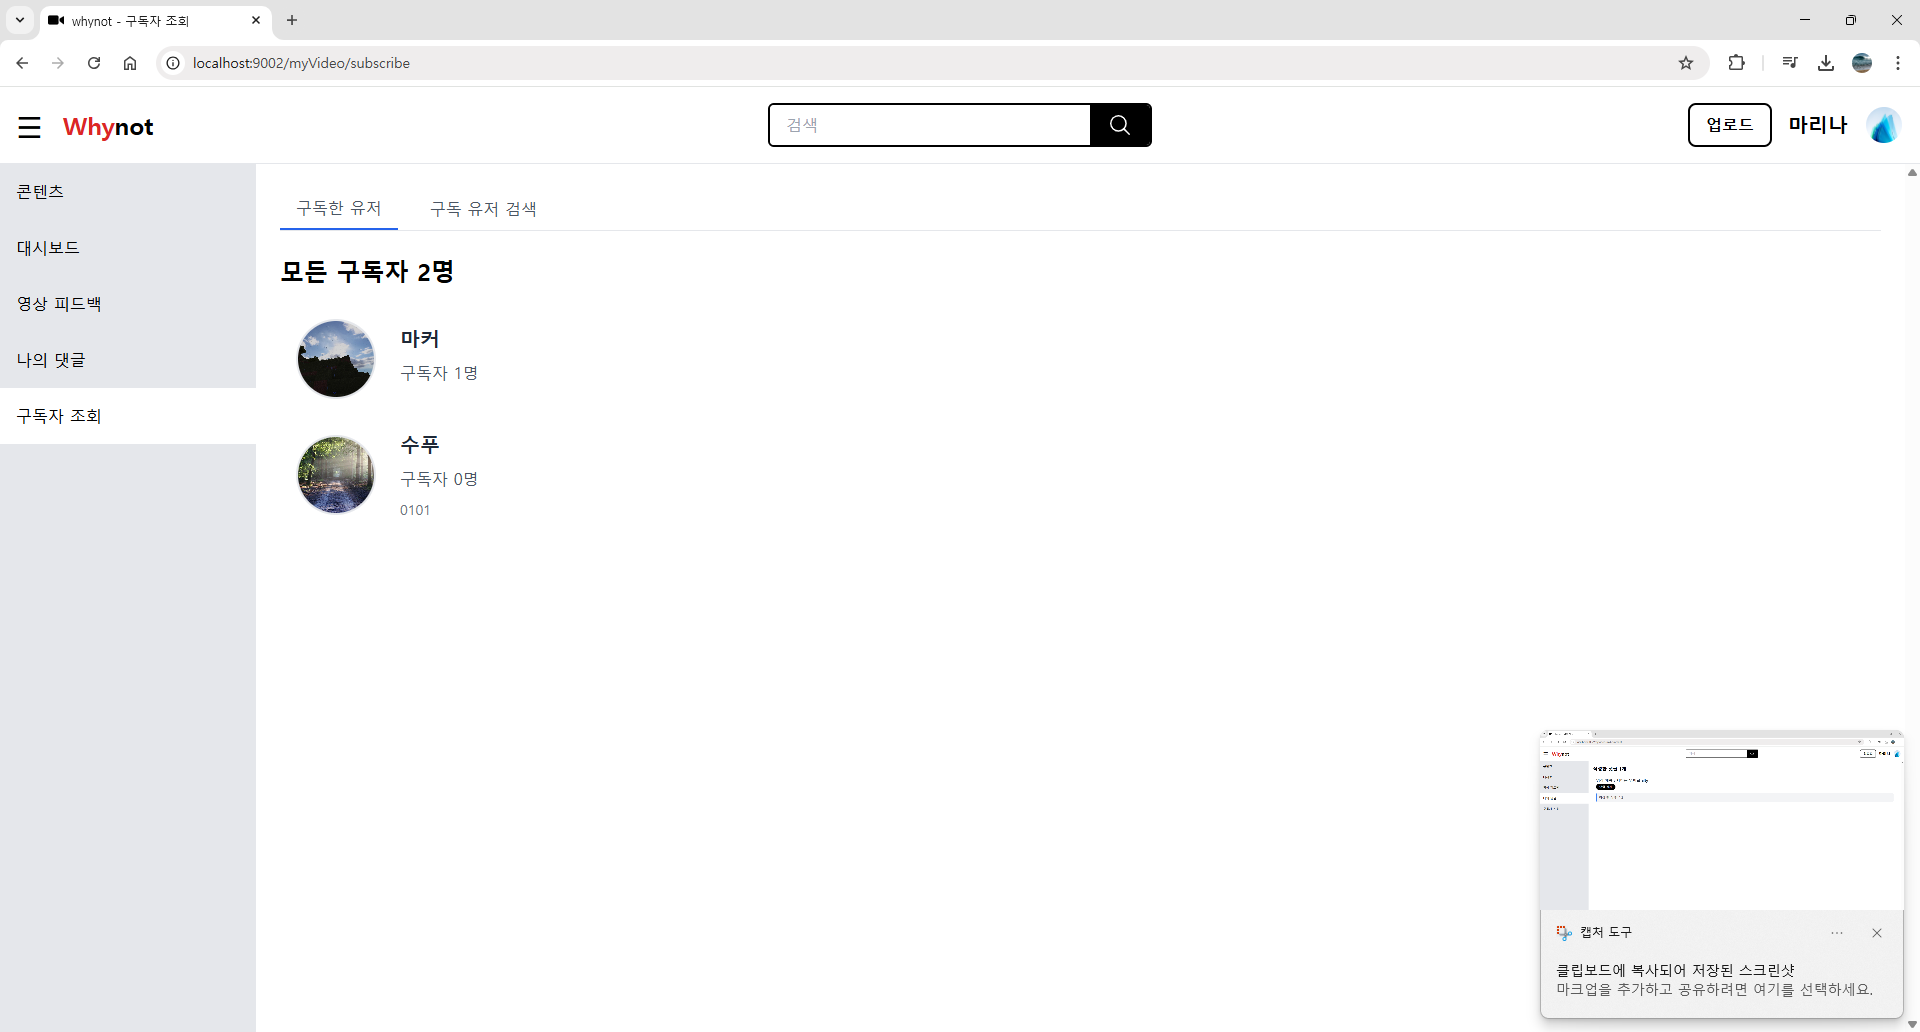 whynot - 구독자 조회
localhost:9002/myVideo/subscribe
Whynot
검색
업로드
마리나
콘텐츠
대시보드
영상 피드백
나의 댓글
구독자 조회
구독한 유저
구독 유저 검색
모든 구독자 2명
마커
구독자 1명
수푸
구독자 0명
0101
Whynot
캡처 도구
클립보드에 복사되어 저장된 스크린샷
마크업을 추가하고 공유하려면 여기를 선택하세요.